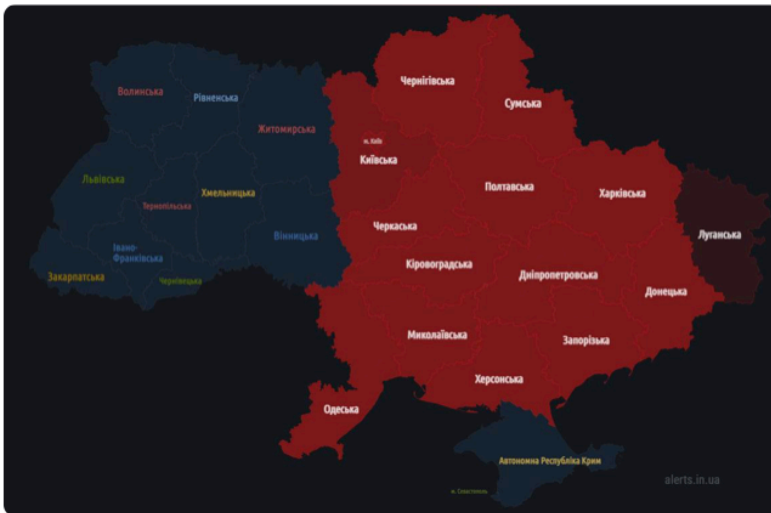 Чернігівська
Волинська
Рівненська
Сумська
Житомирська
м. Київ
Київська
Львівська
Хмельницька
Полтавська
Харківська
Тернопільська
Черкаська
Вінницька
Луганська
Івано-
Франківська
Кіровоградська
Закарпатська
Чернівецька
Дніпропетровська
Донецька
Миколаївська
Запорізька
Херсонська
Одеська
Автономна Республіка Крим
alerts.in.ua
м. Севастополь